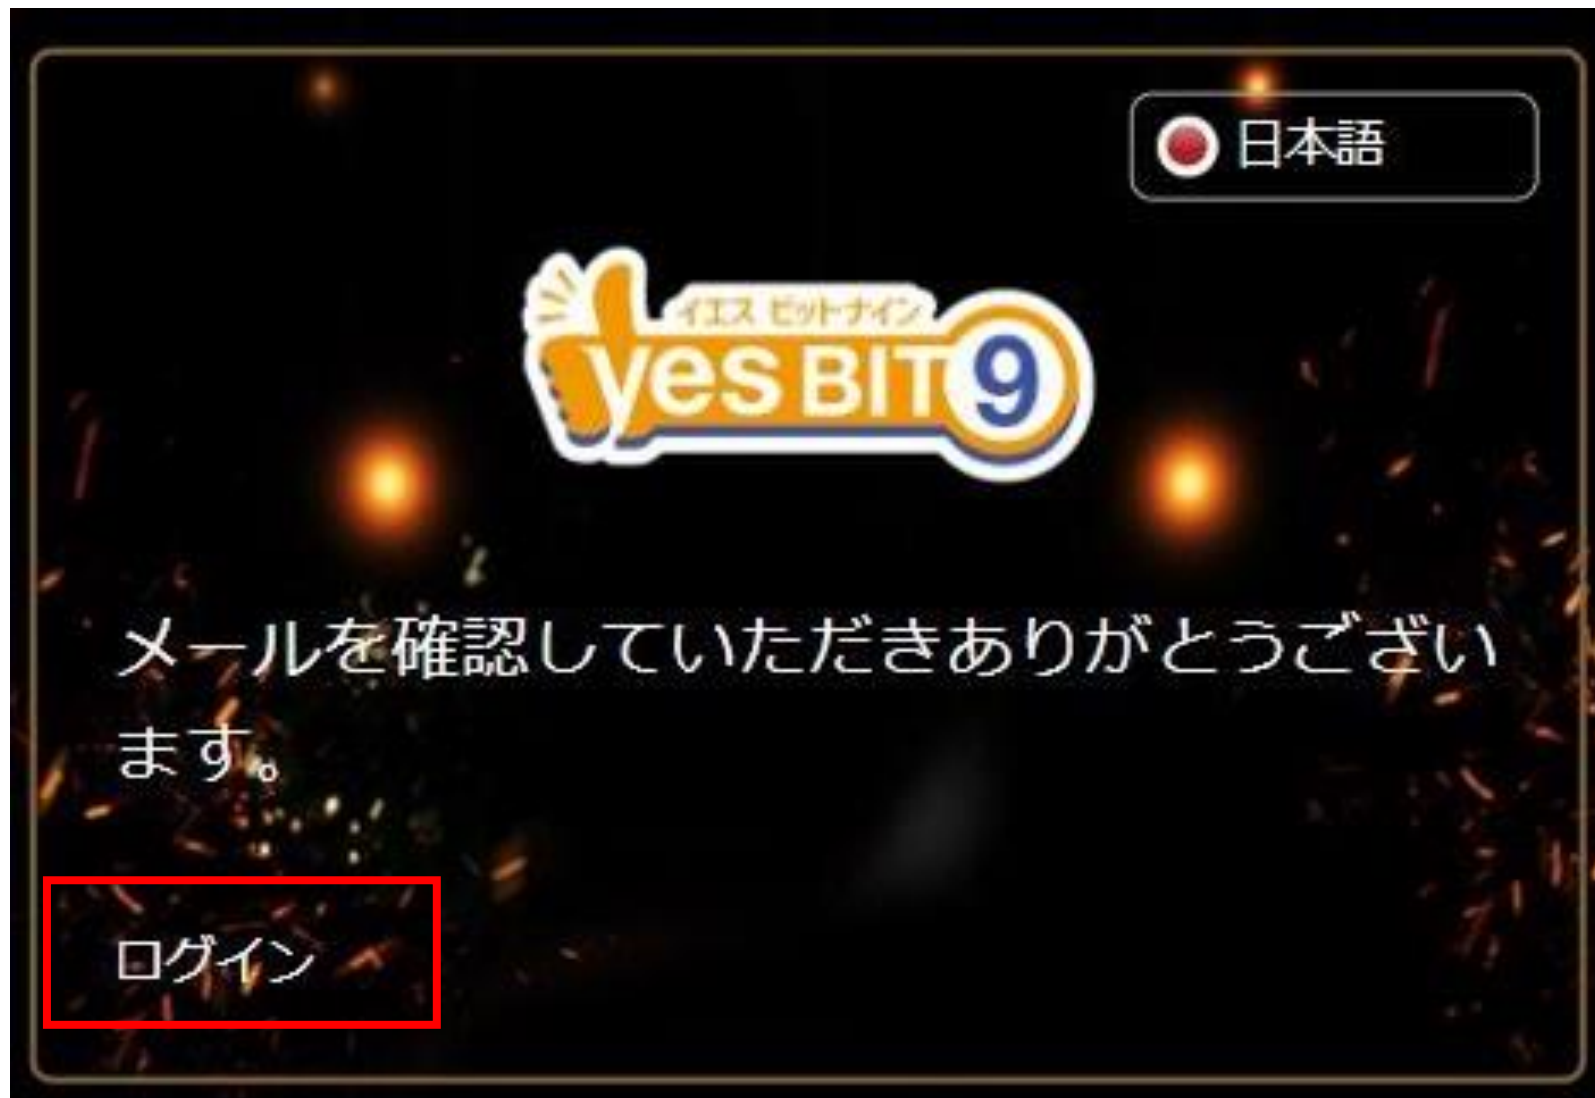 日本語
イエス ビットナイン
yes BIT 9
メールを確認していただきありがとうござい
ます。
ログイン